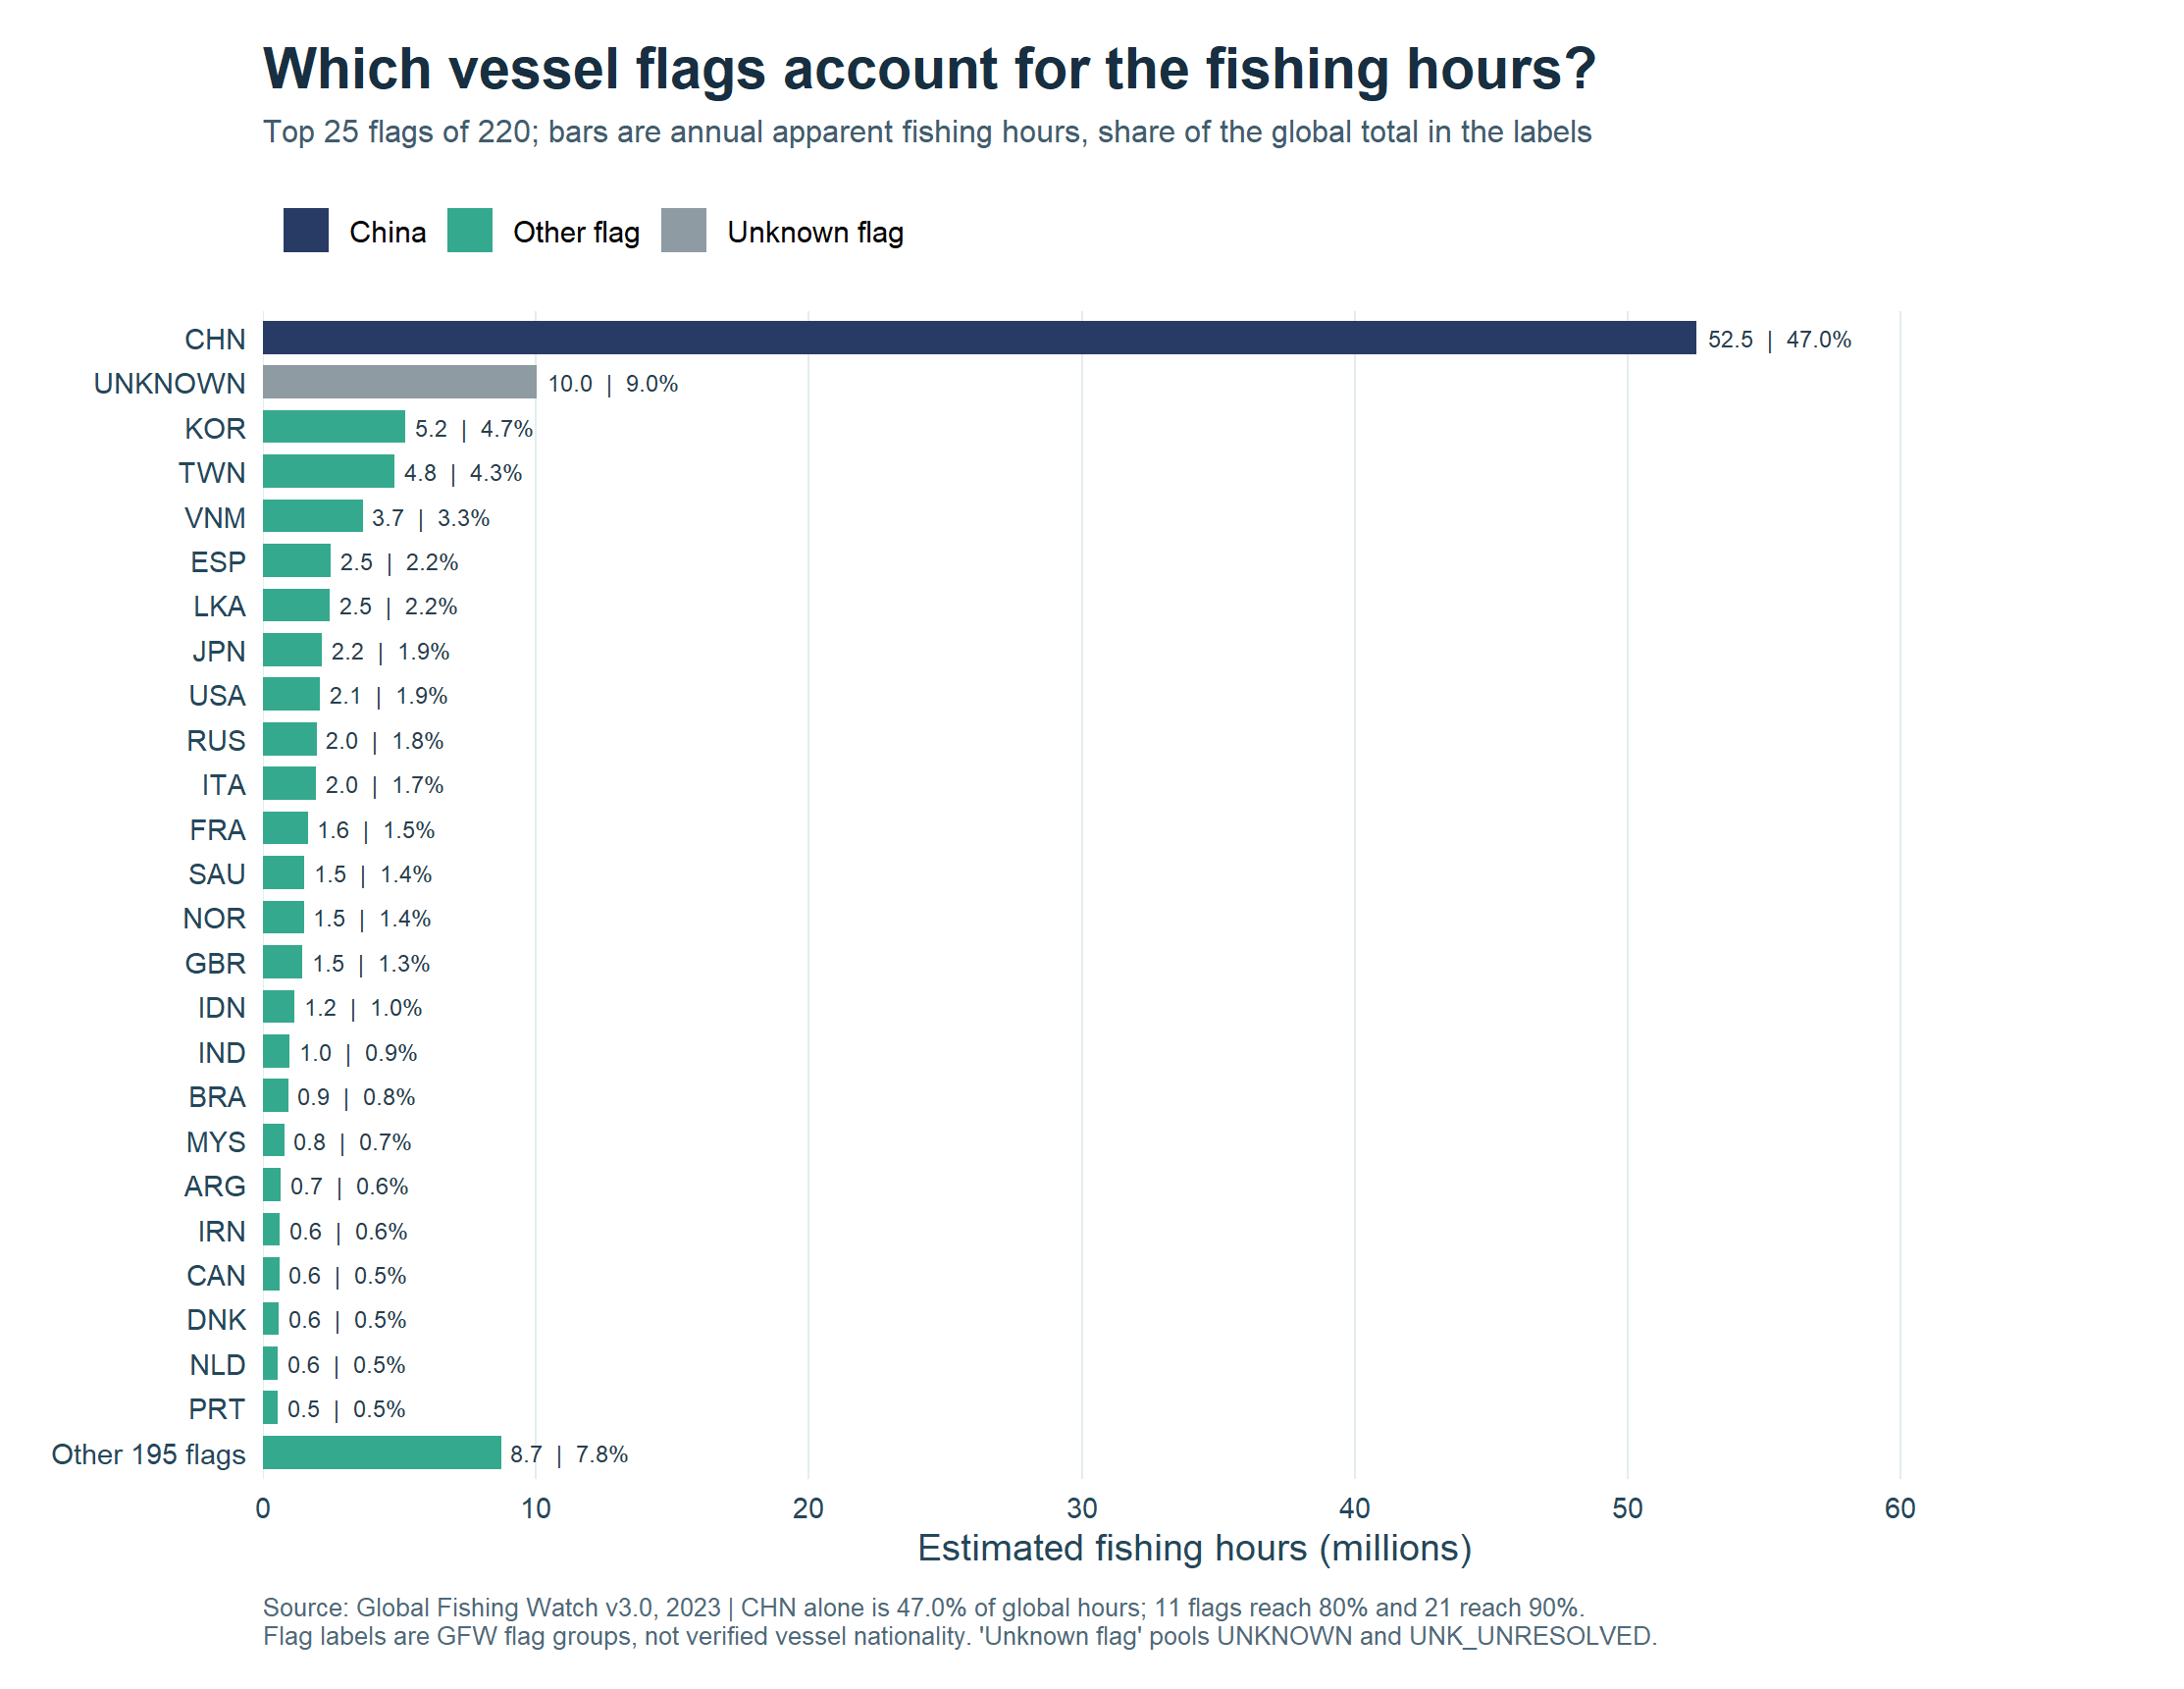 Which vessel flags account for the fishing hours?
Top 25 flags of 220; bars are annual apparent fishing hours, share of the global total in the labels
China Other flag Unknown flag
CHN 52.5 | 47.0%
UNKNOWN 10.0 | 9.0%
KOR 5.2 | 4.7%
TWN 4.8 | 4.3%
VNM 3.7 | 3.3%
ESP 2.5 | 2.2%
LKA 2.5 | 2.2%
JPN 2.2 | 1.9%
USA 2.1 | 1.9%
RUS 2.0 | 1.8%
ITA 2.0 | 1.7%
FRA 1.6 | 1.5%
SAU 1.5 | 1.4%
NOR 1.5 | 1.4%
GBR 1.5 | 1.3%
IDN 1.2 | 1.0%
IND 1.0 | 0.9%
BRA 0.9 | 0.8%
MYS 0.8 | 0.7%
ARG 0.7 | 0.6%
IRN 0.6 | 0.6%
CAN 0.6 | 0.5%
DNK 0.6 | 0.5%
NLD 0.6 | 0.5%
PRT 0.5 | 0.5%
Other 195 flags 8.7 | 7.8%
0 10 20 30 40 50 60
Estimated fishing hours (millions)
Source: Global Fishing Watch v3.0, 2023 | CHN alone is 47.0% of global hours; 11 flags reach 80% and 21 reach 90%.
Flag labels are GFW flag groups, not verified vessel nationality. 'Unknown flag' pools UNKNOWN and UNK_UNRESOLVED.